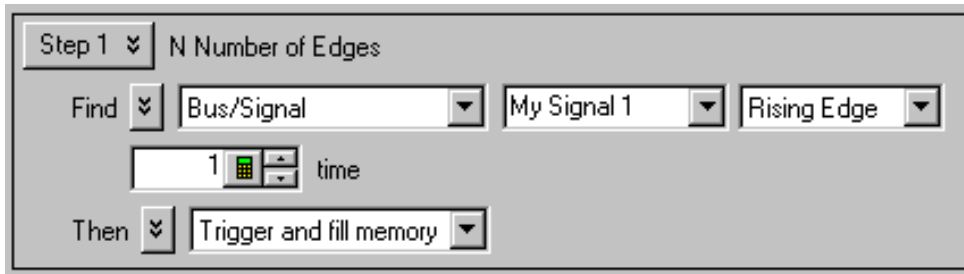 Step 1 N Number of Edges
Find Bus/Signal My Signal 1 Rising Edge
1 time
Then Trigger and fill memory